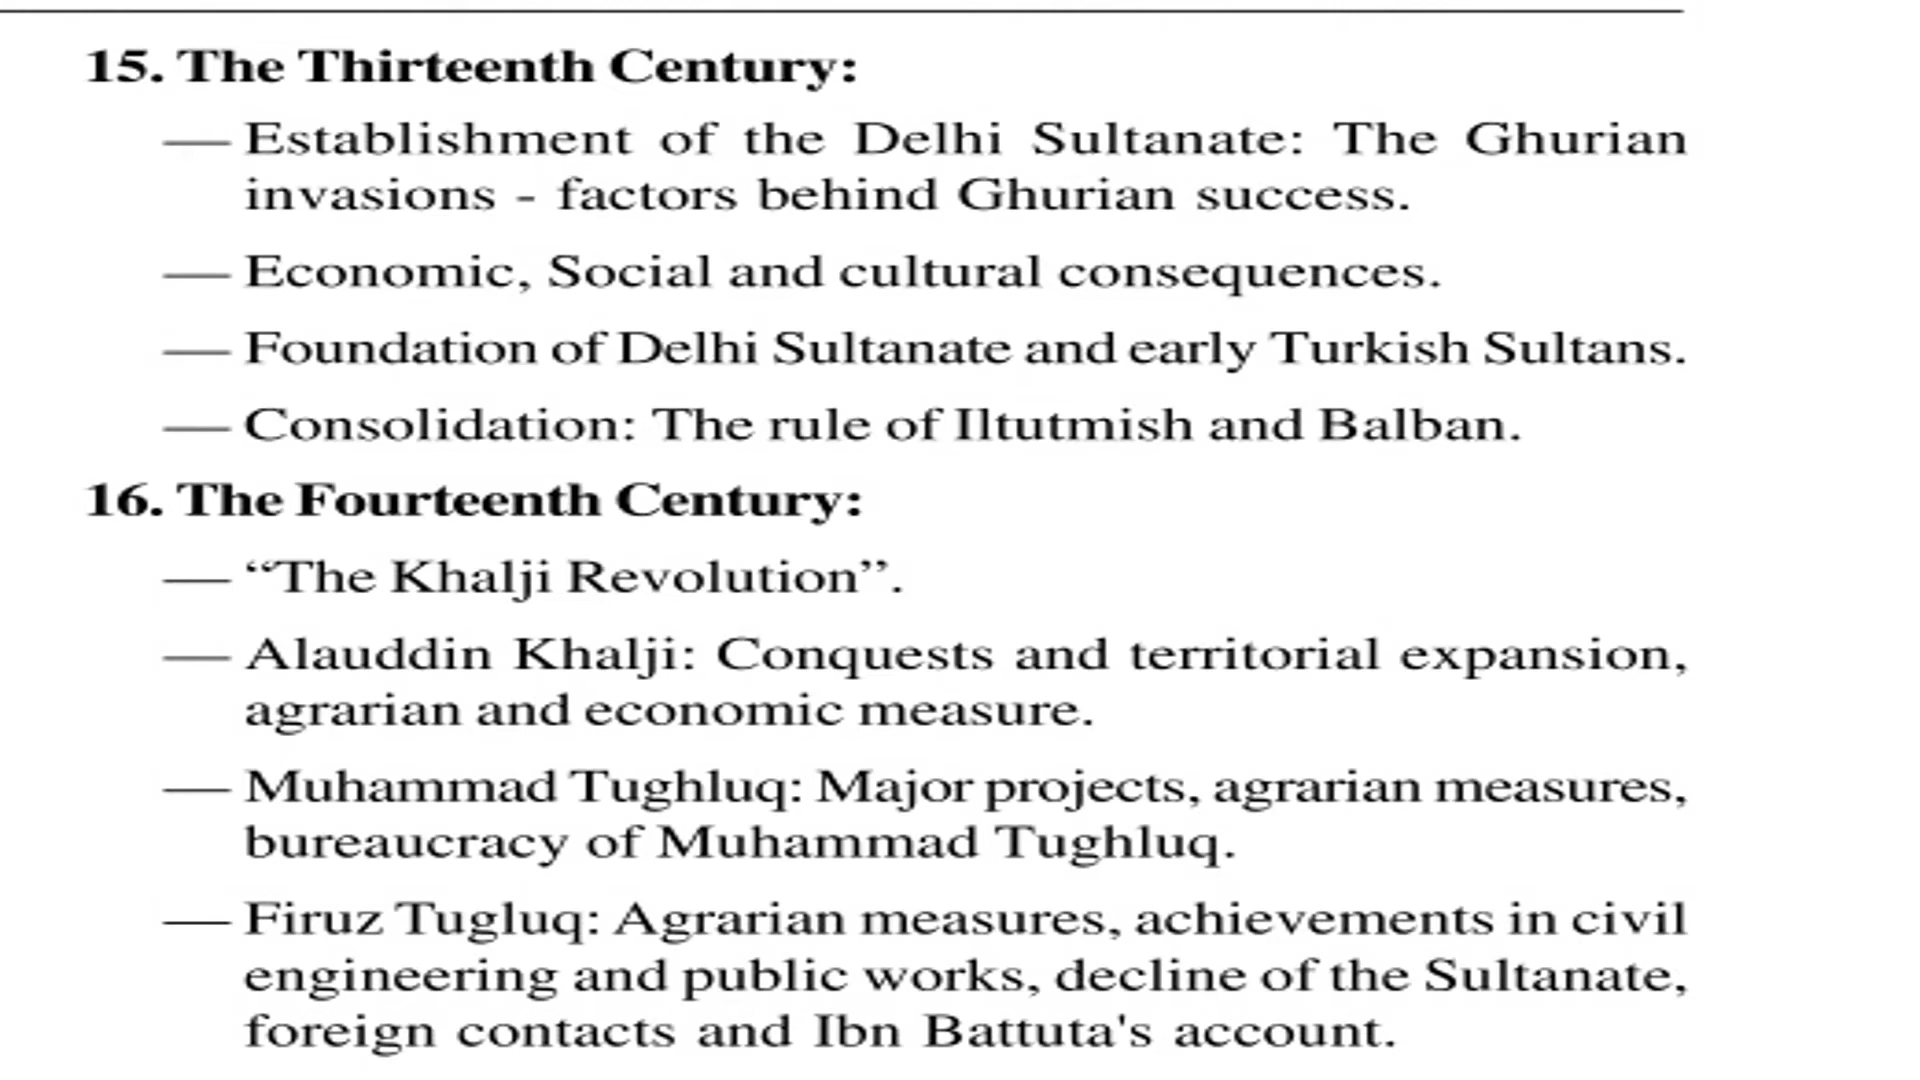 15. The Thirteenth Century:
— Establishment of the Delhi Sultanate: The Ghurian
invasions - factors behind Ghurian success.
— Economic, Social and cultural consequences.
— Foundation of Delhi Sultanate and early Turkish Sultans.
— Consolidation: The rule of Iltutmish and Balban.
16. The Fourteenth Century:
— “The Khalji Revolution”.
— Alauddin Khalji: Conquests and territorial expansion,
agrarian and economic measure.
— Muhammad Tughluq: Major projects, agrarian measures,
bureaucracy of Muhammad Tughluq.
— Firuz Tugluq: Agrarian measures, achievements in civil
engineering and public works, decline of the Sultanate,
foreign contacts and Ibn Battuta's account.